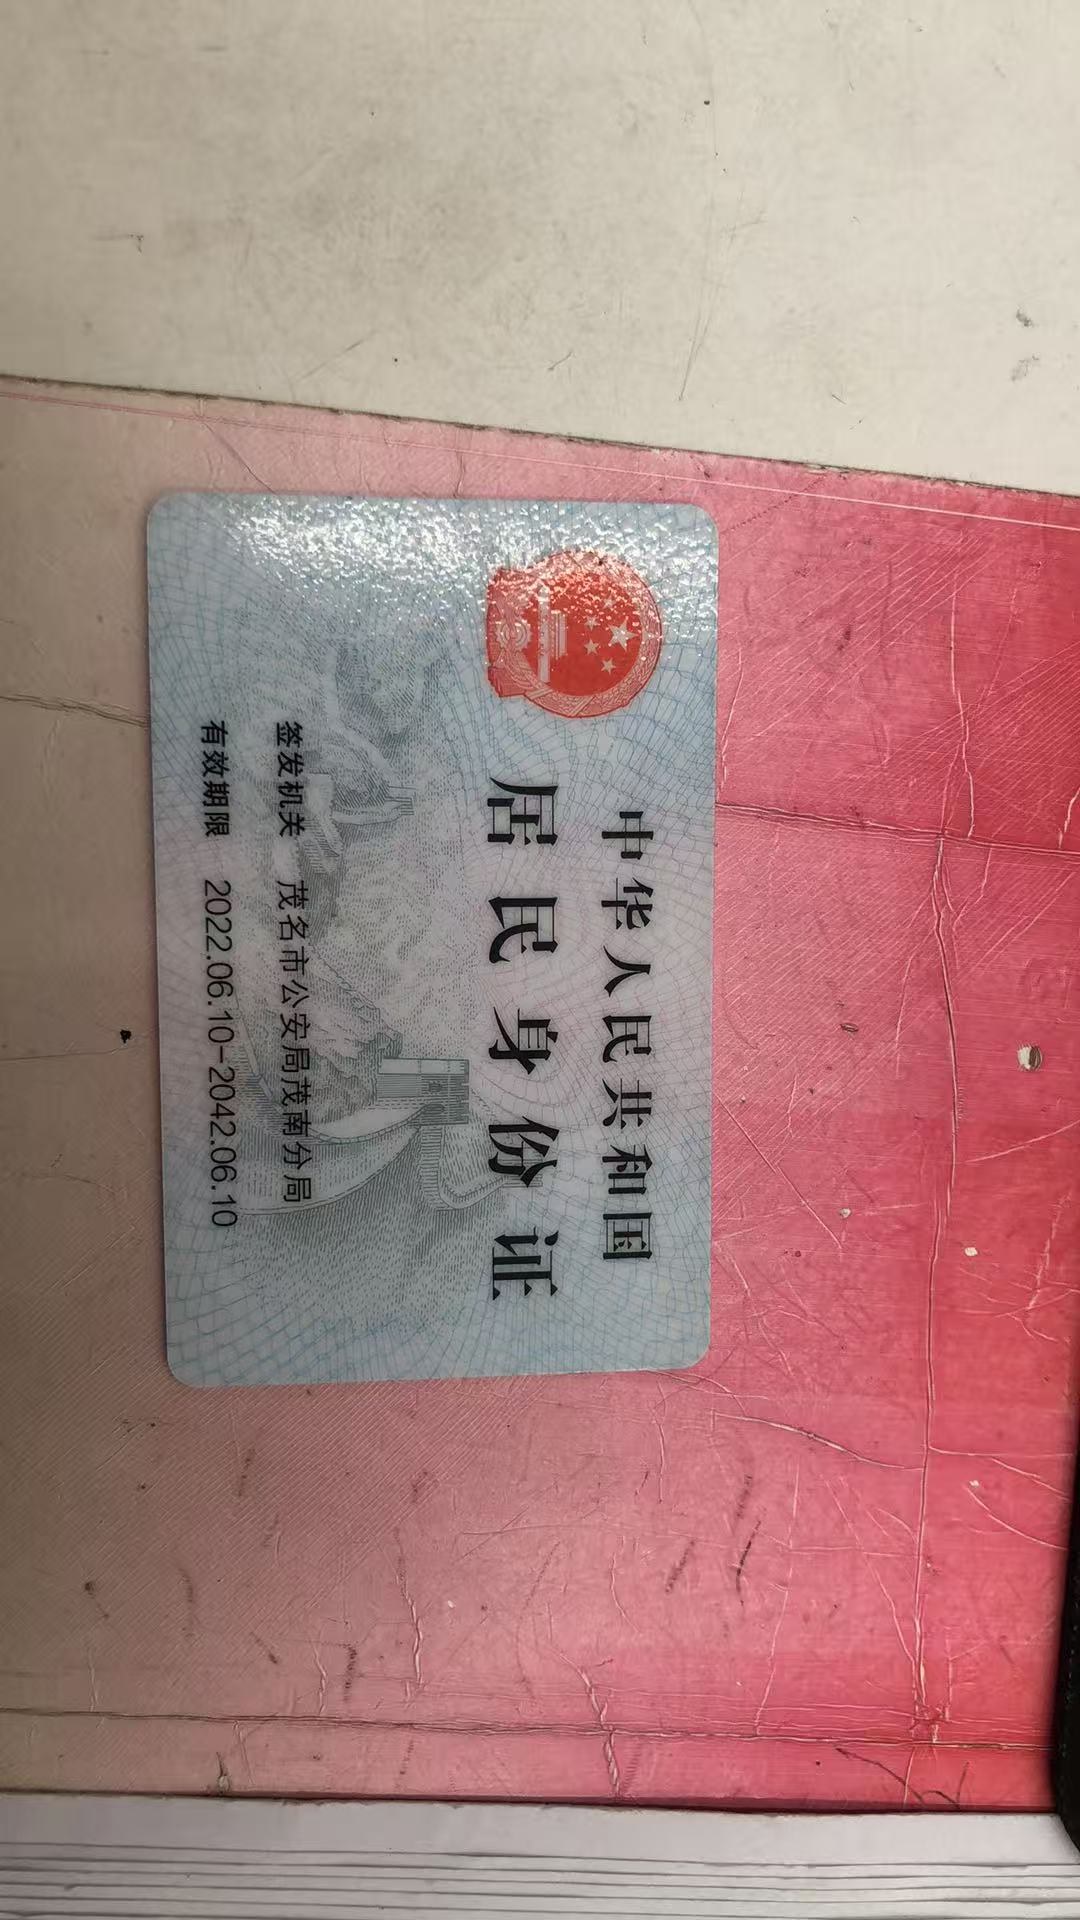 中华人民共和国
居民身份证
签发机关 茂名市公安局茂南分局
有效期限 2022.06.10-2042.06.10